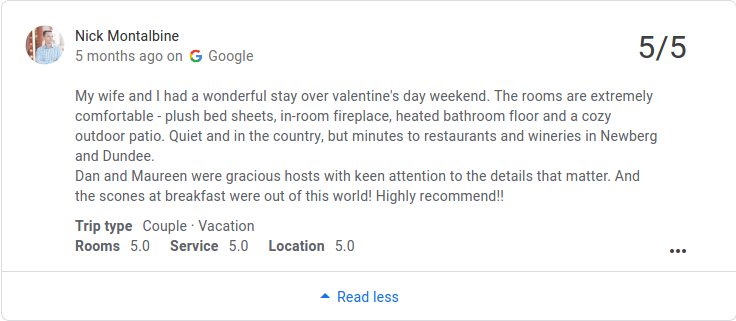 Nick Montalbine
5 months ago on Google
5/5
My wife and I had a wonderful stay over valentine's day weekend. The rooms are extremely
comfortable - plush bed sheets, in-room fireplace, heated bathroom floor and a cozy
outdoor patio. Quiet and in the country, but minutes to restaurants and wineries in Newberg
and Dundee.
Dan and Maureen were gracious hosts with keen attention to the details that matter. And
the scones at breakfast were out of this world! Highly recommend!!
Trip type Couple · Vacation
Rooms 5.0 Service 5.0 Location 5.0
Read less